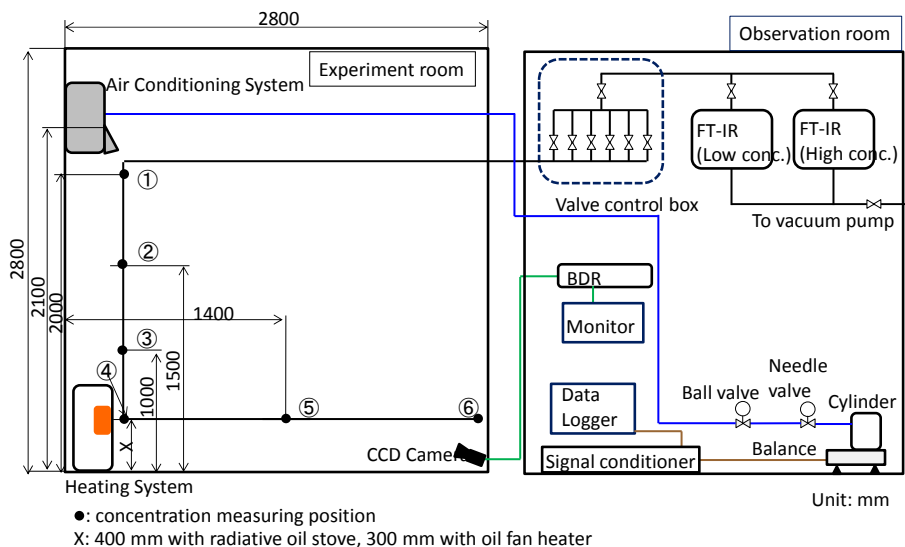 2800
Observation room
Experiment room
Air Conditioning System
FT-IR
(Low conc.)
FT-IR
(High conc.)
①
Valve control box
To vacuum pump
②
2800
2100
2000
1400
BDR
Monitor
③
④
1000
1500
⑤
⑥
X
Data
Logger
Ball valve
Needle
valve
Cylinder
CCD Camera
Signal conditioner
Balance
Heating System
Unit: mm
●: concentration measuring position
X: 400 mm with radiative oil stove, 300 mm with oil fan heater